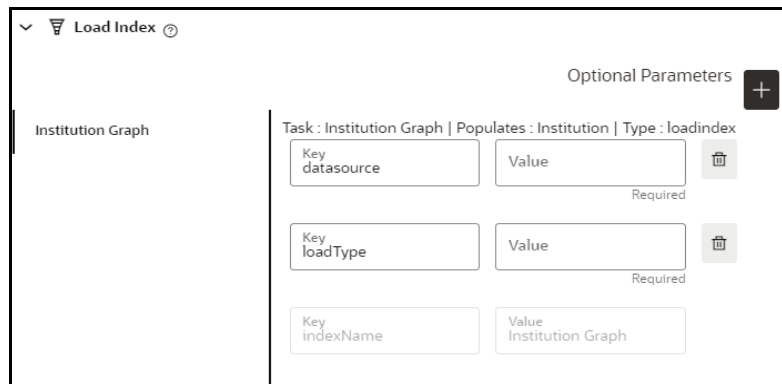 Load Index ?
Optional Parameters +
Institution Graph
Task : Institution Graph | Populates : Institution | Type : loadindex
Key
datasource
Value
Required
Key
loadType
Value
Required
Key
indexName
Value
Institution Graph